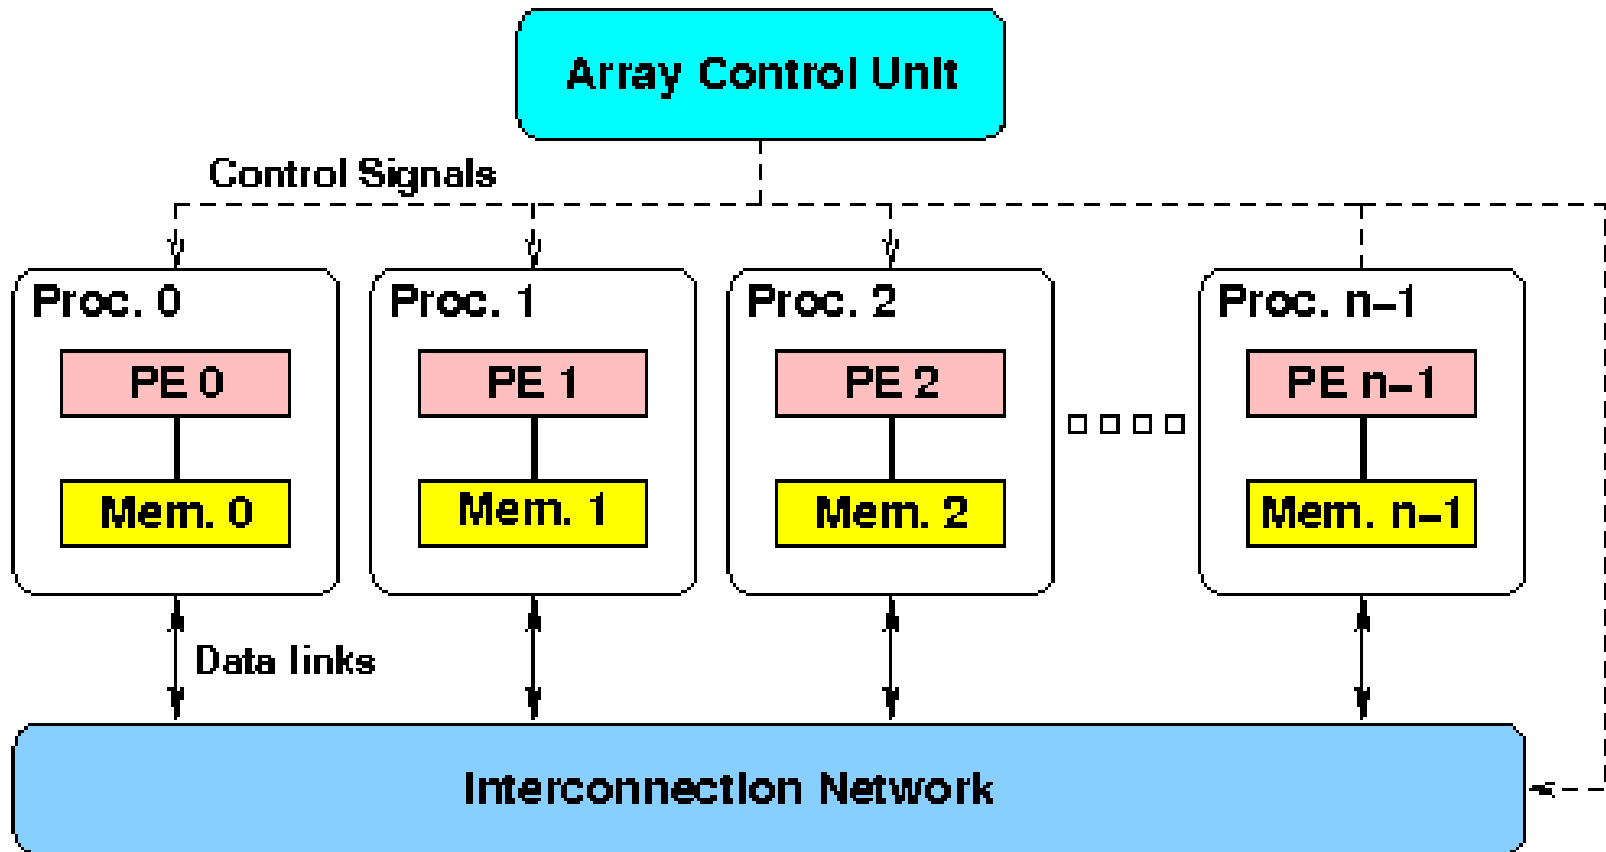 Array Control Unit
Control Signals
Proc. 0
Proc. 1
Proc. 2
Proc. n-1
PE 0
PE 1
PE 2
PE n-1
Mem. 0
Mem. 1
Mem. 2
Mem. n-1
Data links
Interconnection Network